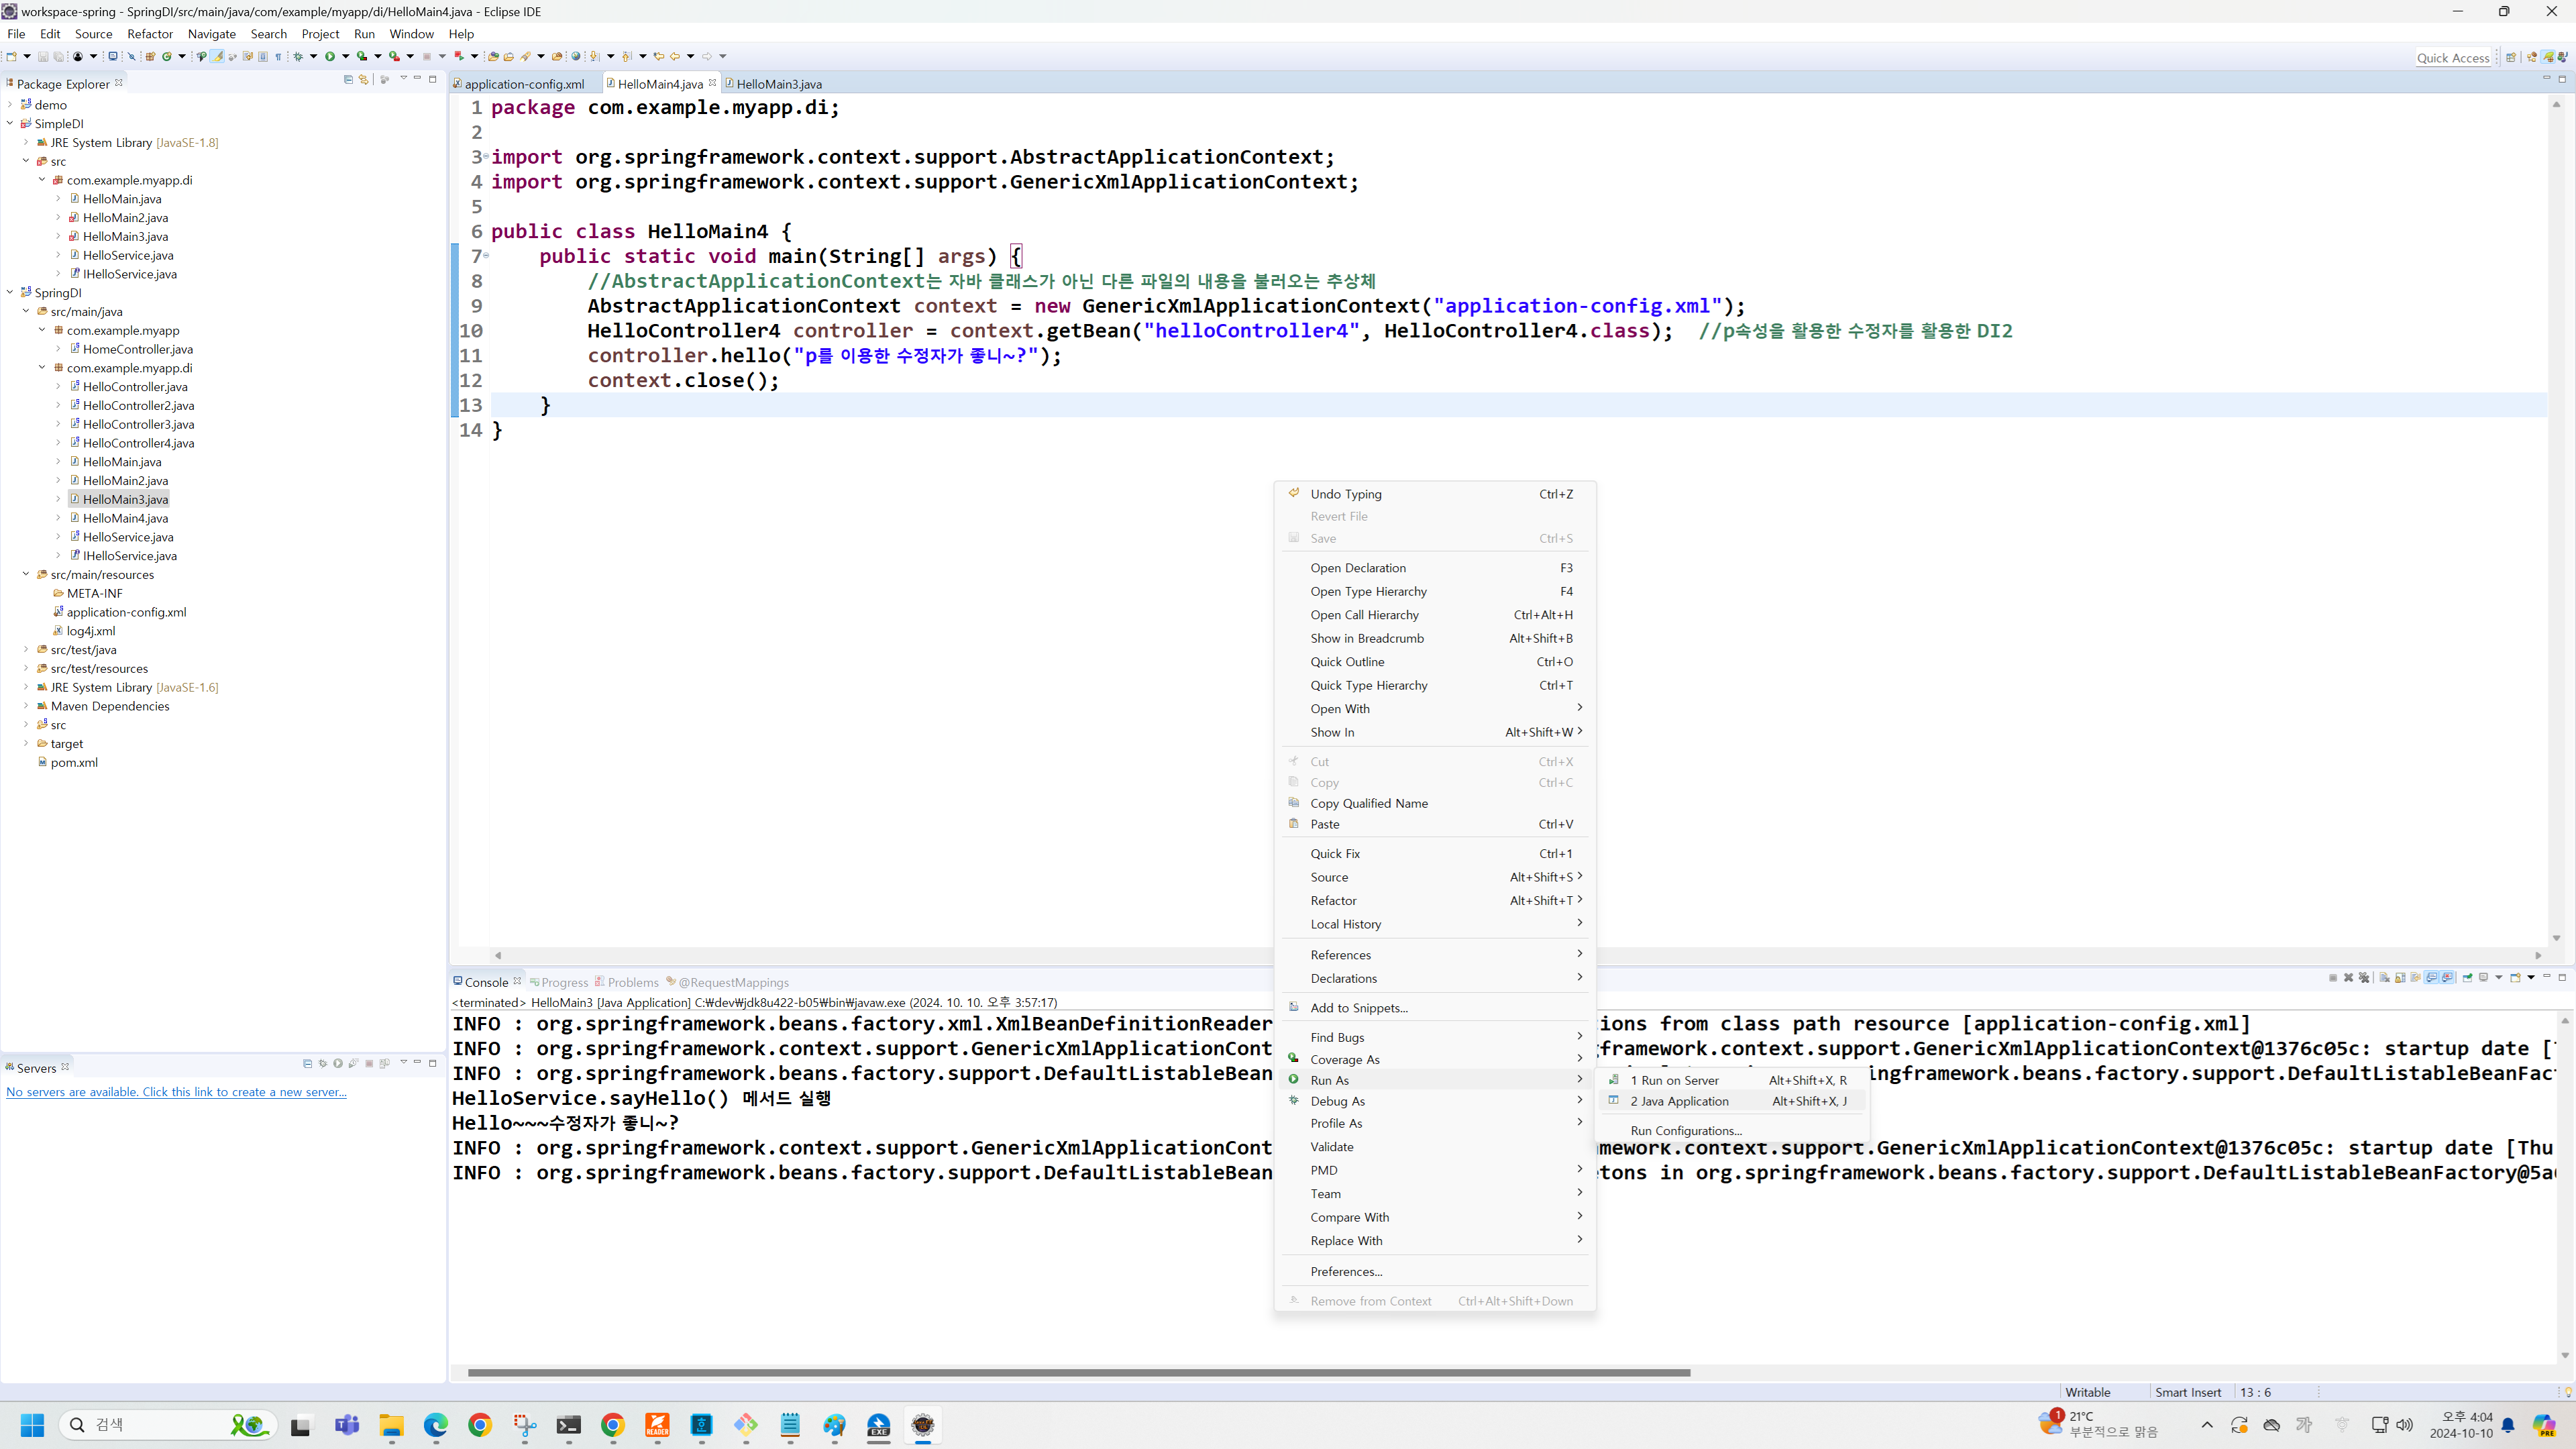 workspace-spring - SpringDI/src/main/java/com/example/myapp/di/HelloMain4.java - Eclipse IDE
File Edit Source Refactor Navigate Search Project Run Window Help
Quick Access
Package Explorer
demo
SimpleDI
JRE System Library [JavaSE-1.8]
src
com.example.myapp.di
HelloMain.java
HelloMain2.java
HelloMain3.java
HelloService.java
IHelloService.java
SpringDI
src/main/java
com.example.myapp
HomeController.java
com.example.myapp.di
HelloController.java
HelloController2.java
HelloController3.java
HelloController4.java
HelloMain.java
HelloMain2.java
HelloMain3.java
HelloMain4.java
HelloService.java
IHelloService.java
src/main/resources
META-INF
application-config.xml
log4j.xml
src/test/java
src/test/resources
JRE System Library [JavaSE-1.6]
Maven Dependencies
src
target
pom.xml
Servers
No servers are available. Click this link to create a new server...
application-config.xml HelloMain4.java HelloMain3.java
1 package com.example.myapp.di;
2
3 import org.springframework.context.support.AbstractApplicationContext;
4 import org.springframework.context.support.GenericXmlApplicationContext;
5
6 public class HelloMain4 {
7 public static void main(String[] args) {
8 //AbstractApplicationContext는 자바 클래스가 아닌 다른 파일의 내용을 불러오는 추상체
9 AbstractApplicationContext context = new GenericXmlApplicationContext("application-config.xml");
10 HelloController4 controller = context.getBean("helloController4", HelloController4.class); //p속성을 활용한 수정자를 활용한 DI2
11 controller.hello("p를 이용한 수정자가 좋니~?");
12 context.close();
13 }
14 }
Undo Typing Ctrl+Z
Revert File
Save Ctrl+S
Open Declaration F3
Open Type Hierarchy F4
Open Call Hierarchy Ctrl+Alt+H
Show in Breadcrumb Alt+Shift+B
Quick Outline Ctrl+O
Quick Type Hierarchy Ctrl+T
Open With
Show In Alt+Shift+W
Cut Ctrl+X
Copy Ctrl+C
Copy Qualified Name
Paste Ctrl+V
Quick Fix Ctrl+1
Source Alt+Shift+S
Refactor Alt+Shift+T
Local History
References
Declarations
Add to Snippets...
Find Bugs
Coverage As
Run As
Debug As
Profile As
Validate
PMD
Team
Compare With
Replace With
Preferences...
Remove from Context Ctrl+Alt+Shift+Down
1 Run on Server Alt+Shift+X, R
2 Java Application Alt+Shift+X, J
Run Configurations...
Console Progress Problems @RequestMappings
<terminated> HelloMain3 [Java Application] C:₩dev₩jdk8u422-b05₩bin₩javaw.exe (2024. 10. 10. 오후 3:57:17)
INFO : org.springframework.beans.factory.xml.XmlBeanDefinitionReader ions from class path resource [application-config.xml]
INFO : org.springframework.context.support.GenericXmlApplicationCont gframework.context.support.GenericXmlApplicationContext@1376c05c: startup date [
INFO : org.springframework.beans.factory.support.DefaultListableBean ingframework.beans.factory.support.DefaultListableBeanFact
HelloService.sayHello() 메서드 실행
Hello~~~수정자가 좋니~?
INFO : org.springframework.context.support.GenericXmlApplicationCont mework.context.support.GenericXmlApplicationContext@1376c05c: startup date [Thu
INFO : org.springframework.beans.factory.support.DefaultListableBean tons in org.springframework.beans.factory.support.DefaultListableBeanFactory@5a
Writable Smart Insert 13 : 6
검색
1 21°C
부분적으로 맑음
오후 4:04
2024-10-10